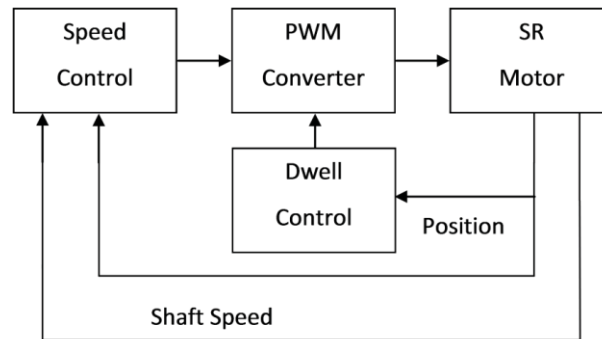 Speed
Control
PWM
Converter
SR
Motor
Dwell
Control
Position
Shaft Speed